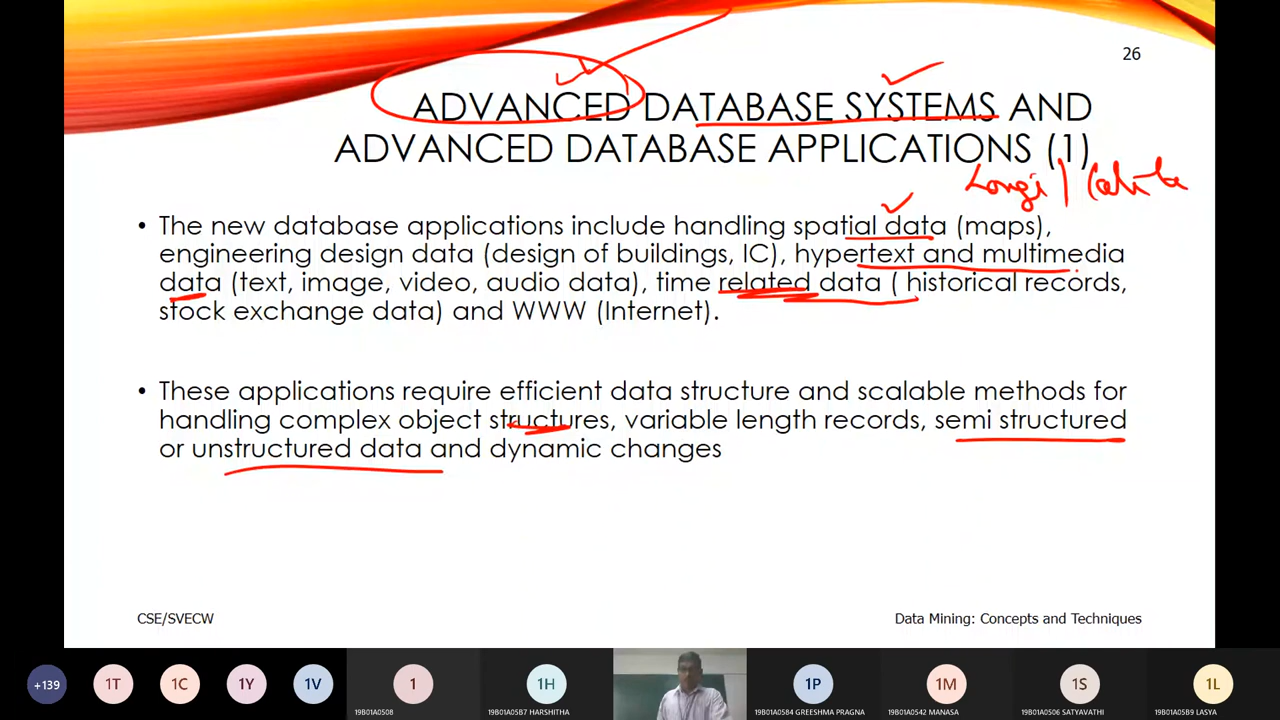 26
ADVANCED DATABASE SYSTEMS AND
ADVANCED DATABASE APPLICATIONS (1)
Longi |
• The new database applications include handling spatial data (maps),
engineering design data (design of buildings, IC), hypertext and multimedia
data (text, image, video, audio data), time related data ( historical records,
stock exchange data) and WWW (Internet).
• These applications require efficient data structure and scalable methods for
handling complex object structures, variable length records, semi structured
or unstructured data and dynamic changes
CSE/SVECW
Data Mining: Concepts and Techniques
+139 1T 1C 1Y 1V 1 1H 1P 1M 1S 1L
19B01A0508 19B01A05B7 HARSHITHA 19B01A0584 GREESHMA PRAGNA 19B01A0542 MANASA 19B01A0506 SATYAVATHI 19B01A05B9 LASYA